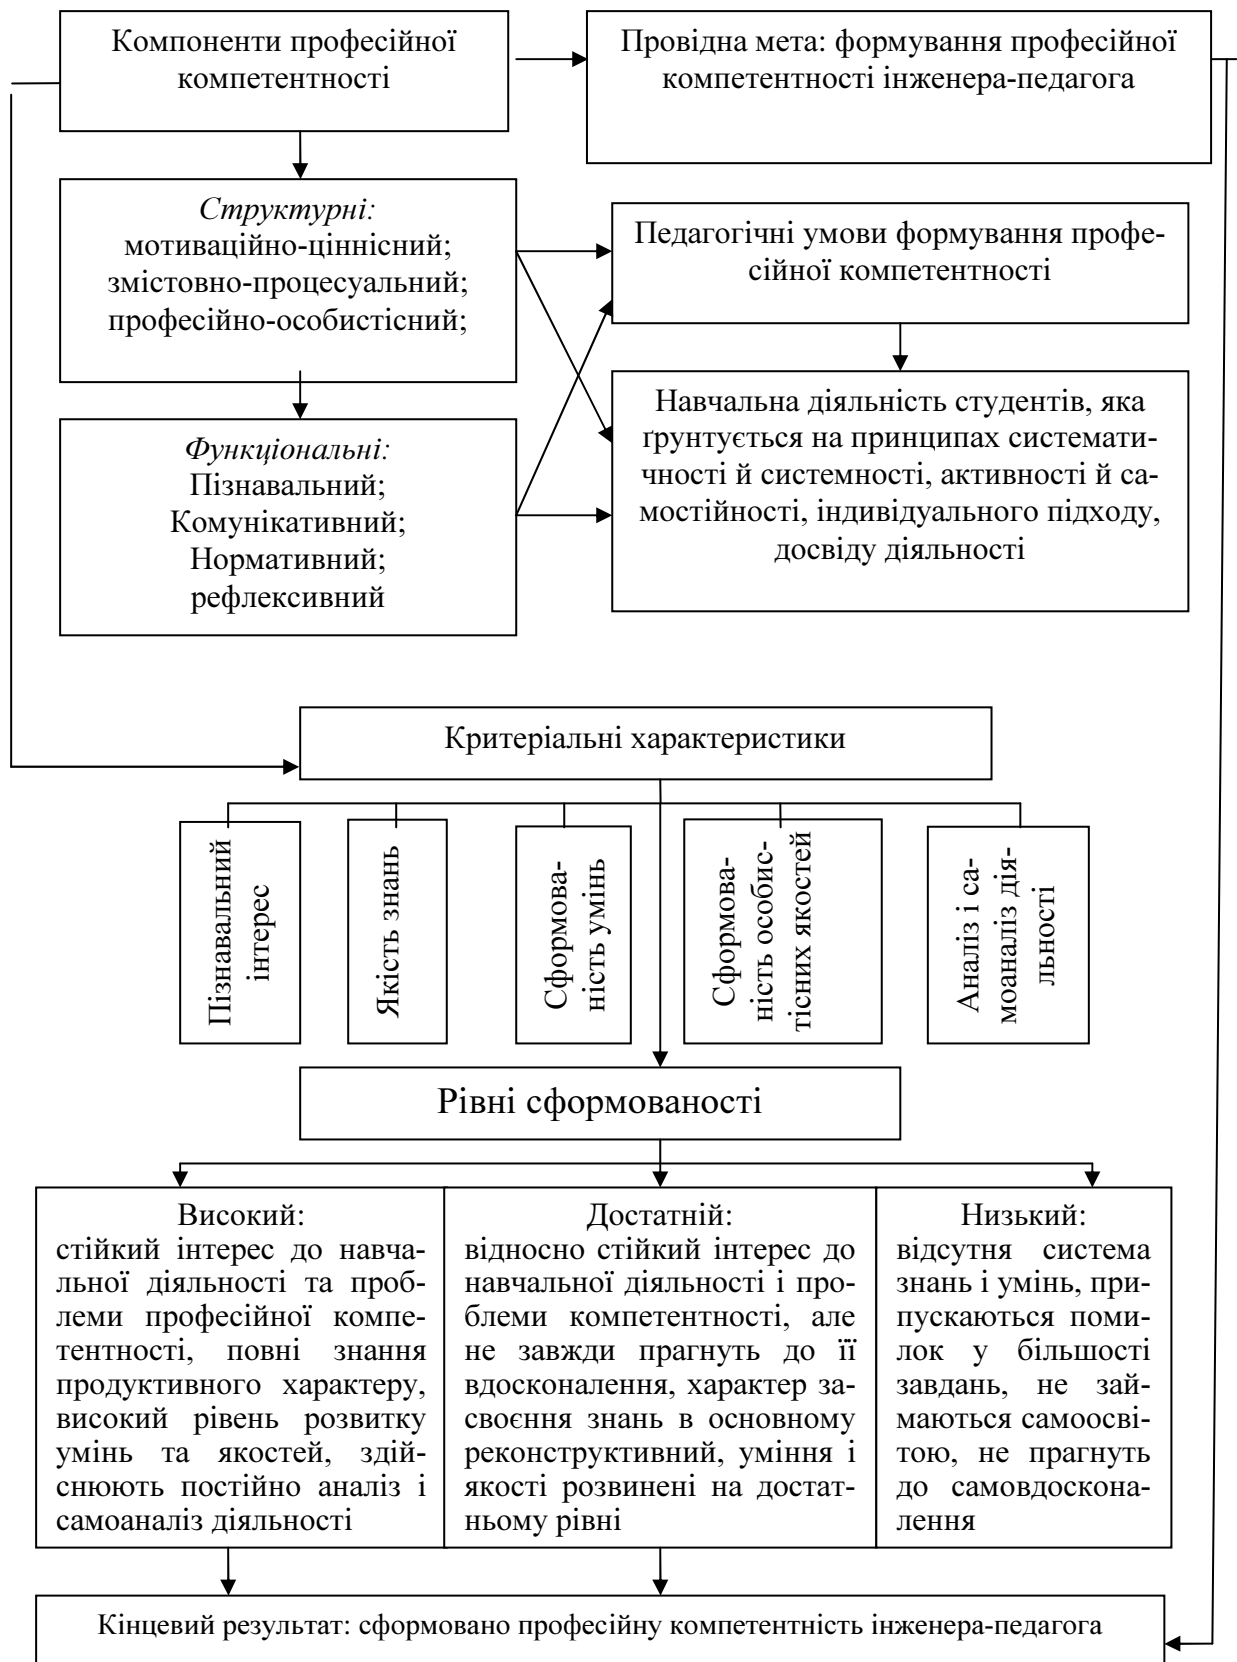 Компоненти професійної
компетентності
Провідна мета: формування професійної
компетентності інженера-педагога
Структурні:
мотиваційно-ціннісний;
змістовно-процесуальний;
професійно-особистісний;
Педагогічні умови формування профе-
сійної компетентності
Функціональні:
Пізнавальний;
Комунікативний;
Нормативний;
рефлексивний
Навчальна діяльність студентів, яка
ґрунтується на принципах системати-
чності й системності, активності й са-
мостійності, індивідуального підходу,
досвіду діяльності
Критеріальні характеристики
Пізнавальний
інтерес
Якість знань
Сформова-
ність умінь
Сформова-
ність особис-
тісних якостей
Аналіз і са-
моаналіз дія-
льності
Рівні сформованості
Високий:
стійкий інтерес до навча-
льної діяльності та проб-
леми професійної компе-
тентності, повні знання
продуктивного характеру,
високий рівень розвитку
умінь та якостей, здій-
снюють постійно аналіз і
самоаналіз діяльності
Достатній:
відносно стійкий інтерес до
навчальної діяльності і про-
блеми компетентності, але
не завжди прагнуть до її
вдосконалення, характер за-
своєння знань в основному
реконструктивний, уміння і
якості розвинені на достат-
ньому рівні
Низький:
відсутня система
знань і умінь, при-
пускаються поми-
лок у більшості
завдань, не зай-
маються самоосві-
тою, не прагнуть
до самовдоскона-
лення
Кінцевий результат: сформовано професійну компетентність інженера-педагога